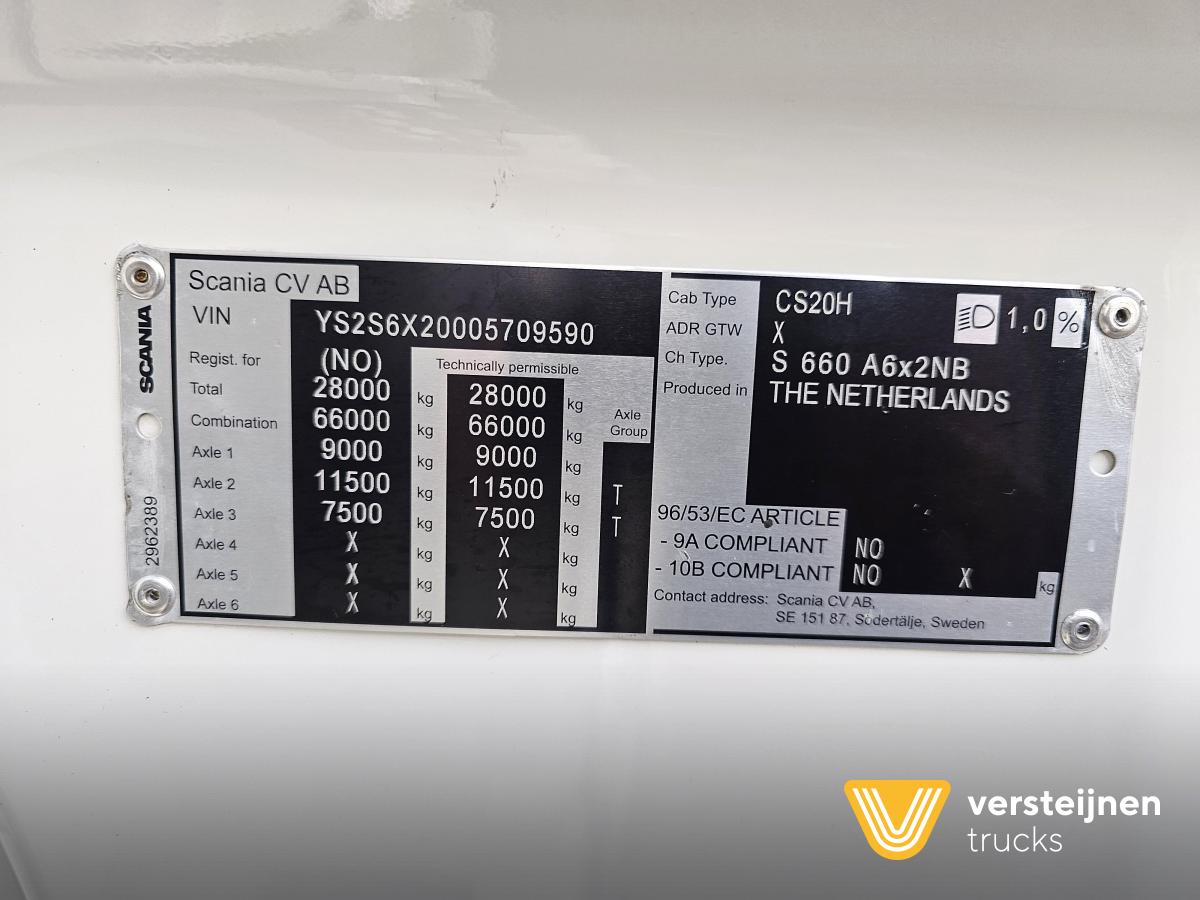 SCANIA
2962389
Scania CV AB
VIN YS2S6X20005709590
Regist. for (NO) Technically permissible
Total 28000 kg 28000 kg
Combination 66000 kg 66000 kg Axle Group
Axle 1 9000 kg 9000 kg
Axle 2 11500 kg 11500 kg T
Axle 3 7500 kg 7500 kg T
Axle 4 X kg X kg
Axle 5 X kg X kg
Axle 6 X kg X kg
Cab Type CS20H 1,0 %
ADR GTW X
Ch Type. S 660 A6x2NB
Produced in THE NETHERLANDS
96/53/EC ARTICLE
- 9A COMPLIANT NO
- 10B COMPLIANT NO X kg
Contact address: Scania CV AB,
SE 151 87, Södertälje, Sweden
versteijnen
trucks